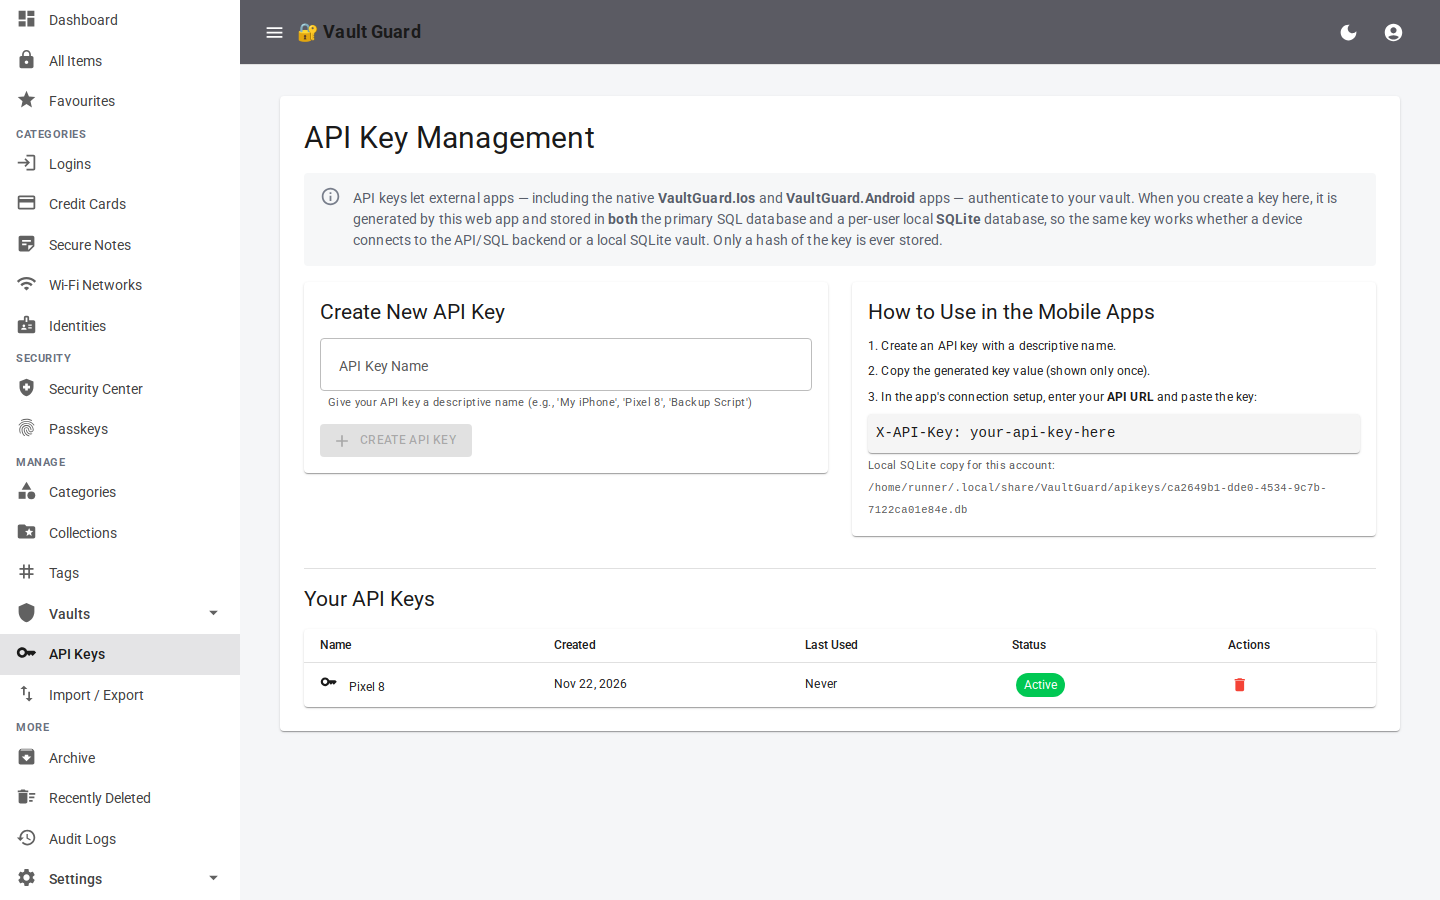 Dashboard
All Items
Favourites
CATEGORIES
Logins
Credit Cards
Secure Notes
Wi-Fi Networks
Identities
SECURITY
Security Center
Passkeys
MANAGE
Categories
Collections
Tags
Vaults
API Keys
Import / Export
MORE
Archive
Recently Deleted
Audit Logs
Settings
Vault Guard
API Key Management
API keys let external apps — including the native VaultGuard.Ios and VaultGuard.Android apps — authenticate to your vault. When you create a key here, it is
generated by this web app and stored in both the primary SQL database and a per-user local SQLite database, so the same key works whether a device
connects to the API/SQL backend or a local SQLite vault. Only a hash of the key is ever stored.
Create New API Key
API Key Name
Give your API key a descriptive name (e.g., 'My iPhone', 'Pixel 8', 'Backup Script')
CREATE API KEY
How to Use in the Mobile Apps
1. Create an API key with a descriptive name.
2. Copy the generated key value (shown only once).
3. In the app's connection setup, enter your API URL and paste the key:
X-API-Key: your-api-key-here
Local SQLite copy for this account:
/home/runner/.local/share/VaultGuard/apikeys/ca2649b1-dde0-4534-9c7b-
7122ca01e84e.db
Your API Keys
Name Created Last Used Status Actions
Pixel 8 Nov 22, 2026 Never Active